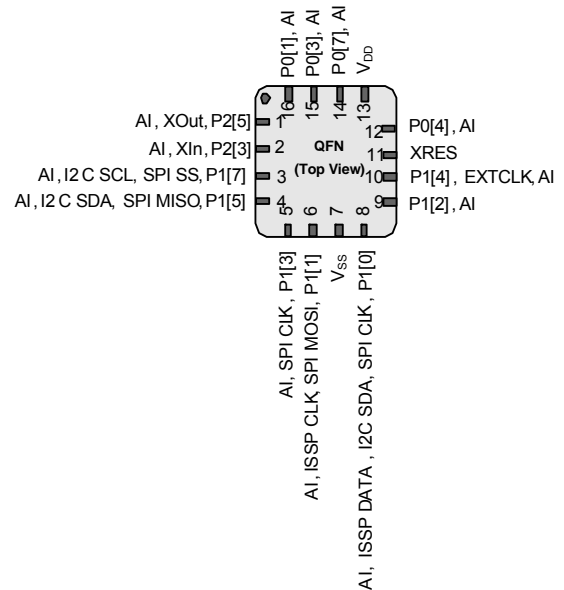 P0[1], AI
P0[3], AI
P0[7], AI
VDD
16
15
14
13
AI, XOut, P2[5]
1
AI, XIn, P2[3]
2
AI, I2 C SCL, SPI SS, P1[7]
3
AI, I2 C SDA, SPI MISO, P1[5]
4
QFN
(Top View)
12
P0[4], AI
11
XRES
10
P1[4], EXTCLK, AI
9
P1[2], AI
5
6
7
8
AI, SPI CLK, P1[3]
AI, ISSP CLK, SPI MOSI, P1[1]
VSS
AI, ISSP DATA, I2C SDA, SPI CLK, P1[0]